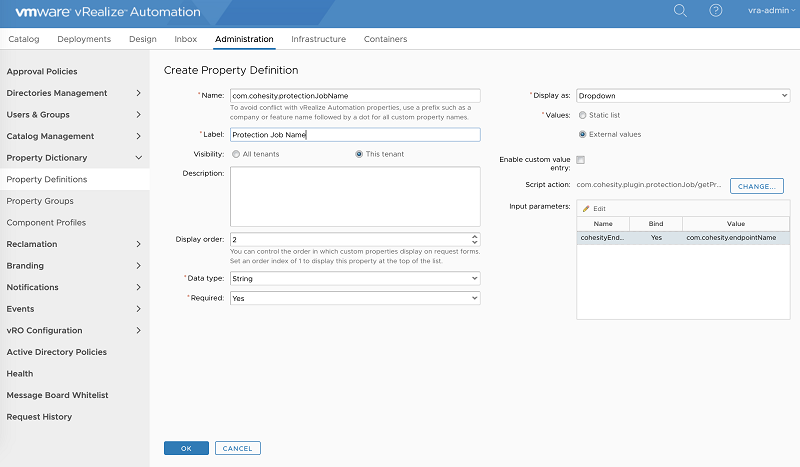 vmware vRealize Automation
vra-admin
Catalog Deployments Design Inbox Administration Infrastructure Containers
Approval Policies
Directories Management
Users & Groups
Catalog Management
Property Dictionary
Property Definitions
Property Groups
Component Profiles
Reclamation
Branding
Notifications
Events
vRO Configuration
Active Directory Policies
Health
Message Board Whitelist
Request History
Create Property Definition
* Name: com.cohesity.protectionJobName
To avoid conflict with vRealize Automation properties, use a prefix such as a
company or feature name followed by a dot for all custom property names.
* Label: Protection Job Name
Visibility: All tenants This tenant
Description:
Display order: 2
You can control the order in which custom properties display on request forms.
Set an order index of 1 to display this property at the top of the list.
* Data type: String
* Required: Yes
* Display as: Dropdown
* Values: Static list
External values
Enable custom value
entry:
Script action: com.cohesity.plugin.protectionJob/getPr... CHANGE...
Input parameters: Edit
Name Bind Value
cohesityEnd... Yes com.cohesity.endpointName
OK CANCEL